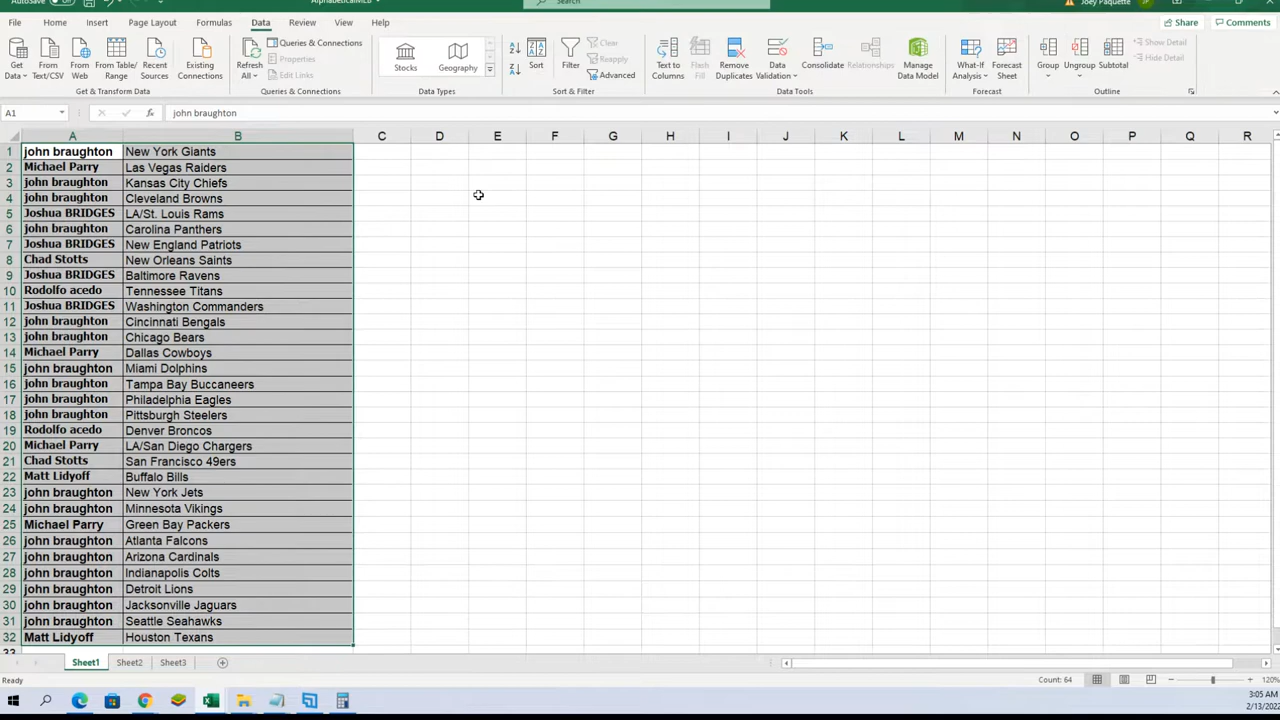 AutoSave Off AlphabeticalMLB Search Joey Paquette JP
File Home Insert Page Layout Formulas Data Review View Help Share Comments
Get Data From Text/CSV From Web From Table/Range Recent Sources Existing Connections Refresh All Queries & Connections Properties Edit Links Stocks Geography Sort Filter Clear Reapply Advanced Text to Columns Flash Fill Remove Duplicates Data Validation Consolidate Relationships Manage Data Model What-If Analysis Forecast Sheet Group Ungroup Subtotal Show Detail Hide Detail
Get & Transform Data Queries & Connections Data Types Sort & Filter Data Tools Forecast Outline
A1 fx john braughton
A B C D E F G H I J K L M N O P Q R
1 john braughton New York Giants
2 Michael Parry Las Vegas Raiders
3 john braughton Kansas City Chiefs
4 john braughton Cleveland Browns
5 Joshua BRIDGES LA/St. Louis Rams
6 john braughton Carolina Panthers
7 Joshua BRIDGES New England Patriots
8 Chad Stotts New Orleans Saints
9 Joshua BRIDGES Baltimore Ravens
10 Rodolfo acedo Tennessee Titans
11 Joshua BRIDGES Washington Commanders
12 john braughton Cincinnati Bengals
13 john braughton Chicago Bears
14 Michael Parry Dallas Cowboys
15 john braughton Miami Dolphins
16 john braughton Tampa Bay Buccaneers
17 john braughton Philadelphia Eagles
18 john braughton Pittsburgh Steelers
19 Rodolfo acedo Denver Broncos
20 Michael Parry LA/San Diego Chargers
21 Chad Stotts San Francisco 49ers
22 Matt Lidyoff Buffalo Bills
23 john braughton New York Jets
24 john braughton Minnesota Vikings
25 Michael Parry Green Bay Packers
26 john braughton Atlanta Falcons
27 john braughton Arizona Cardinals
28 john braughton Indianapolis Colts
29 john braughton Detroit Lions
30 john braughton Jacksonville Jaguars
31 john braughton Seattle Seahawks
32 Matt Lidyoff Houston Texans
33
Sheet1 Sheet2 Sheet3
Ready Count: 64 120%
3:05 AM
2/13/2022